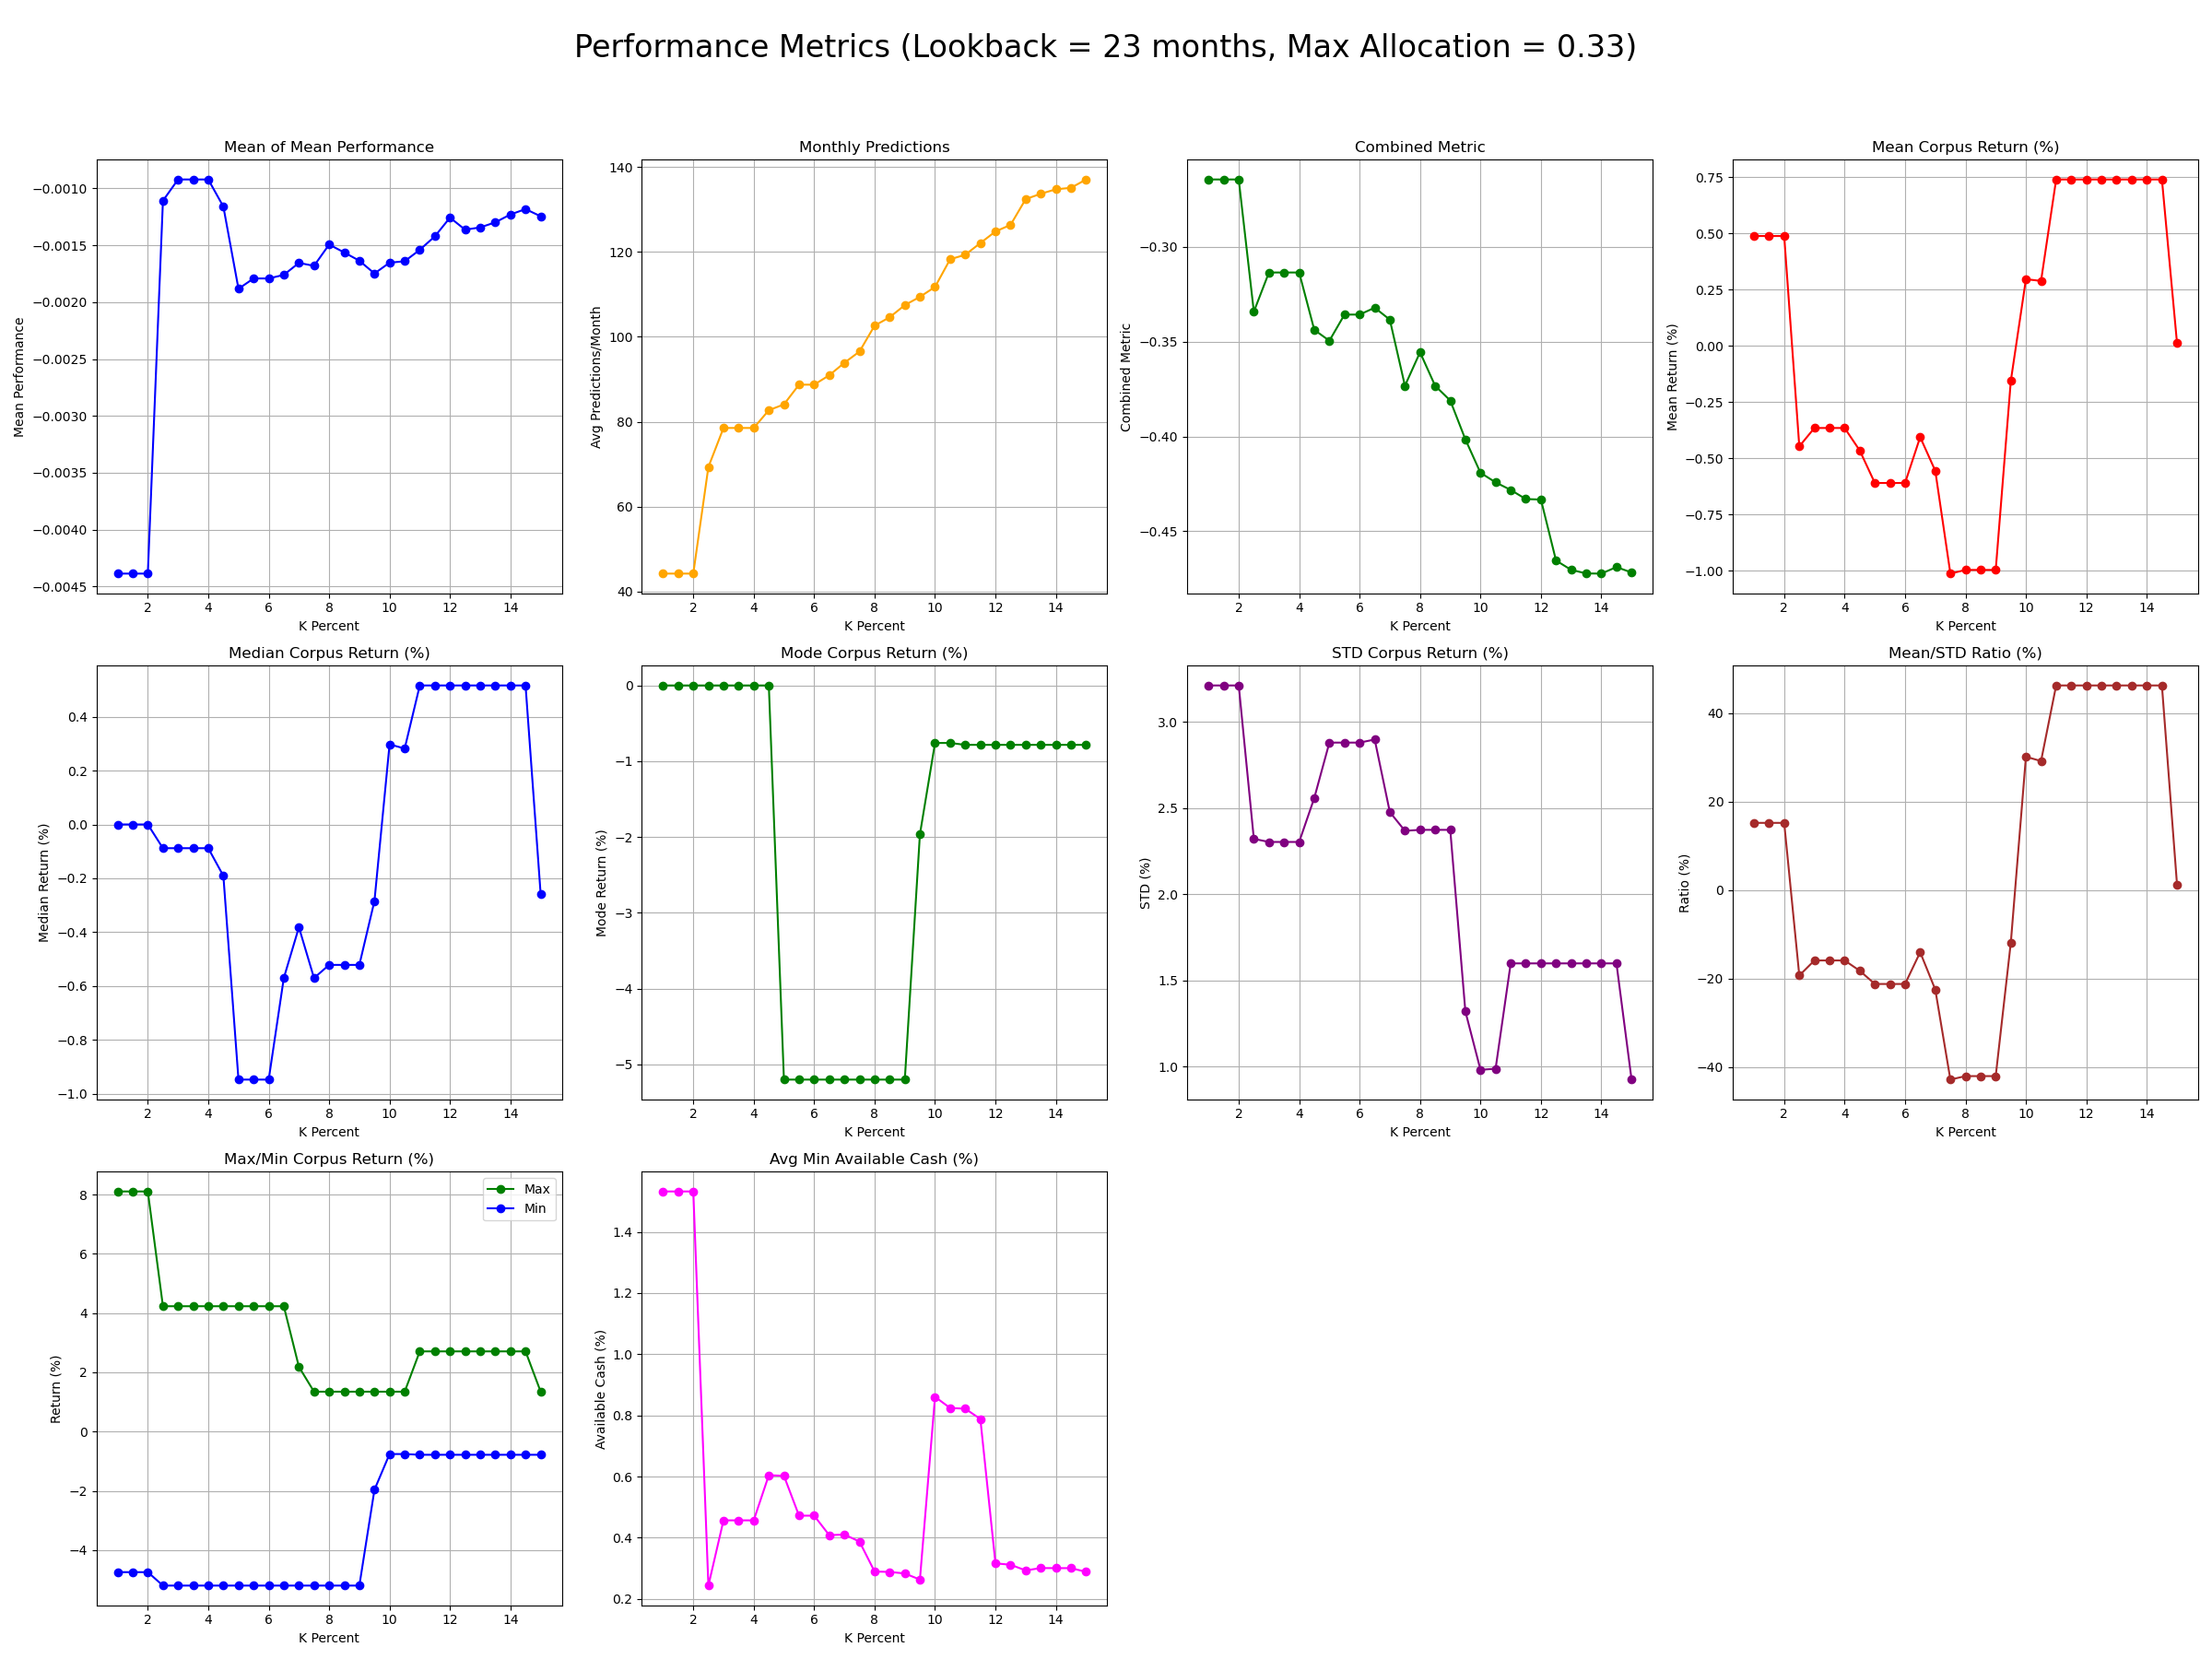 Performance Metrics (Lookback = 23 months, Max Allocation = 0.33)
Mean of Mean Performance
Mean Performance
−0.0010
−0.0015
−0.0020
−0.0025
−0.0030
−0.0035
−0.0040
−0.0045
2 4 6 8 10 12 14
K Percent
Monthly Predictions
Avg Predictions/Month
140
120
100
80
60
40
2 4 6 8 10 12 14
K Percent
Combined Metric
Combined Metric
−0.30
−0.35
−0.40
−0.45
2 4 6 8 10 12 14
K Percent
Mean Corpus Return (%)
Mean Return (%)
0.75
0.50
0.25
0.00
−0.25
−0.50
−0.75
−1.00
2 4 6 8 10 12 14
K Percent
Median Corpus Return (%)
Median Return (%)
0.4
0.2
0.0
−0.2
−0.4
−0.6
−0.8
−1.0
2 4 6 8 10 12 14
K Percent
Mode Corpus Return (%)
Mode Return (%)
0
−1
−2
−3
−4
−5
2 4 6 8 10 12 14
K Percent
STD Corpus Return (%)
STD (%)
3.0
2.5
2.0
1.5
1.0
2 4 6 8 10 12 14
K Percent
Mean/STD Ratio (%)
Ratio (%)
40
20
0
−20
−40
2 4 6 8 10 12 14
K Percent
Max/Min Corpus Return (%)
Return (%)
8
6
4
2
0
−2
−4
Max
Min
2 4 6 8 10 12 14
K Percent
Avg Min Available Cash (%)
Available Cash (%)
1.4
1.2
1.0
0.8
0.6
0.4
0.2
2 4 6 8 10 12 14
K Percent